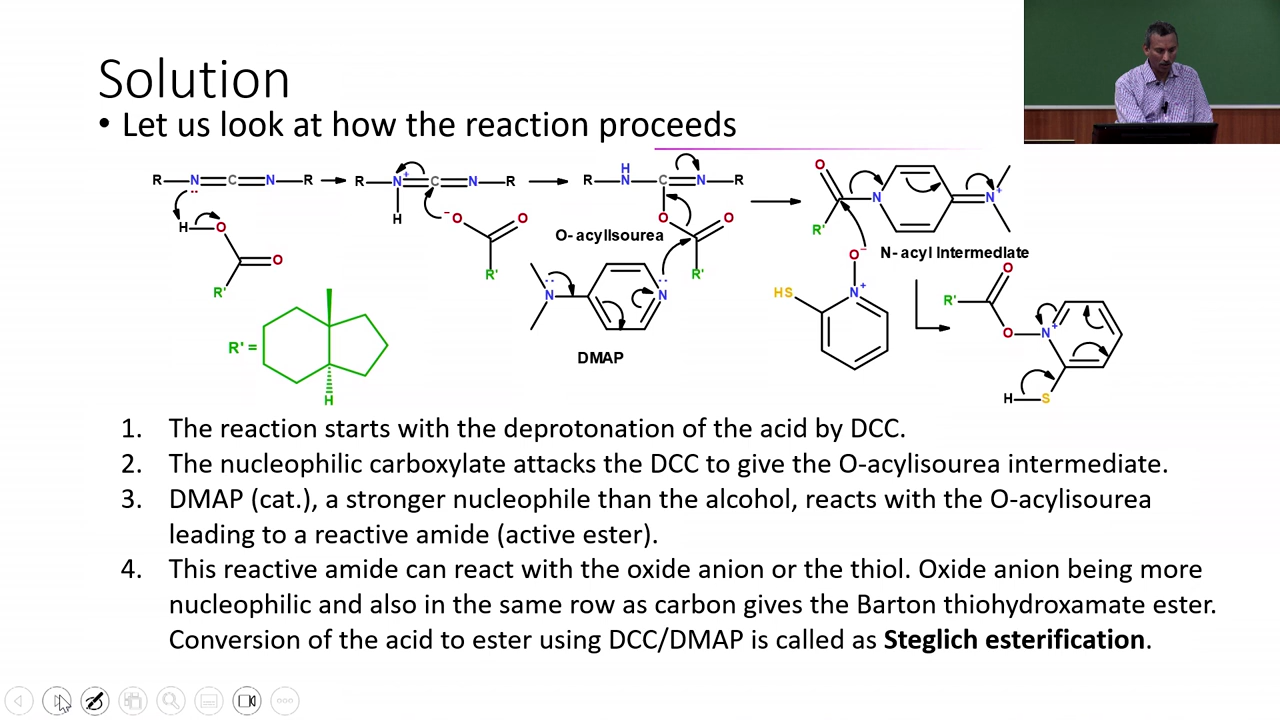 Solution
• Let us look at how the reaction proceeds
R—N=C=N—R
H—O
O
R'
R—N+=C=N—R
H
-O
O
R'
H
R—N—C=N—R
O
O
O-acylisourea
R'
N
N
DMAP
O
R'
N
N+
N-acyl Intermediate
O-
HS
N+
O
R'
O
N+
H—S
R' =
H
1. The reaction starts with the deprotonation of the acid by DCC.
2. The nucleophilic carboxylate attacks the DCC to give the O-acylisourea intermediate.
3. DMAP (cat.), a stronger nucleophile than the alcohol, reacts with the O-acylisourea
leading to a reactive amide (active ester).
4. This reactive amide can react with the oxide anion or the thiol. Oxide anion being more
nucleophilic and also in the same row as carbon gives the Barton thiohydroxamate ester.
Conversion of the acid to ester using DCC/DMAP is called as Steglich esterification.